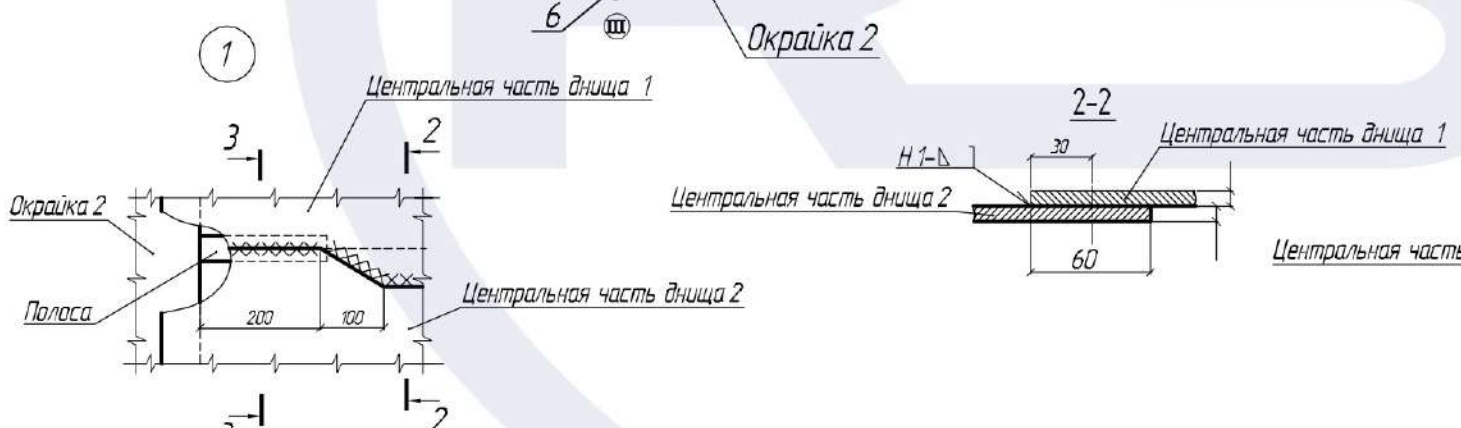 6
III
Окрайка 2
1
Центральная часть днища 1
3
2
Окрайка 2
Полоса
200
100
Центральная часть днища 2
2
2-2
Н1-⊿
30
Центральная часть днища 1
Центральная часть днища 2
60
Центральная часть